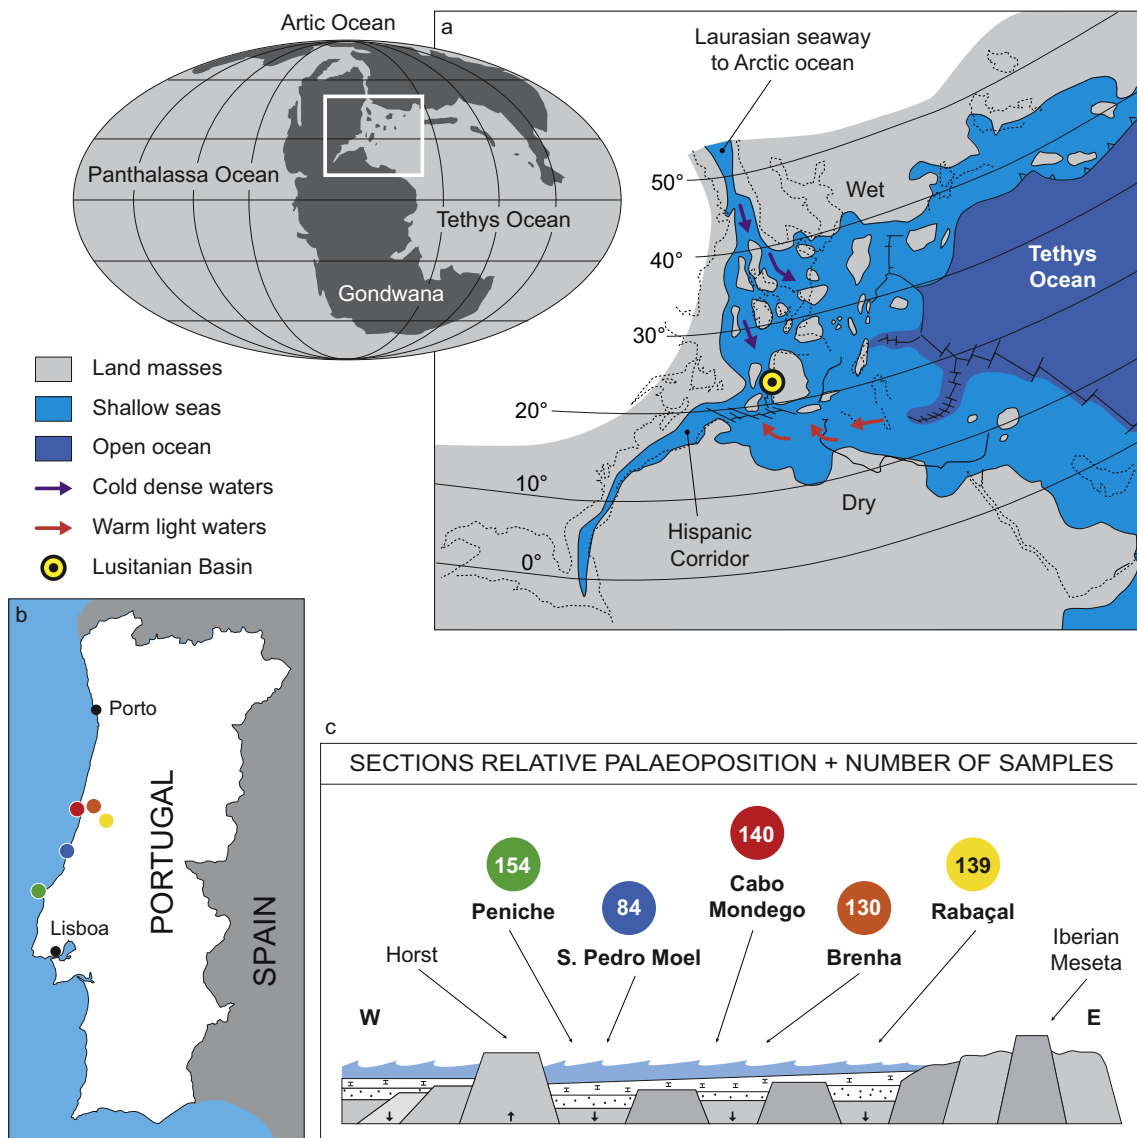 Artic Ocean
Panthalassa Ocean
Tethys Ocean
Gondwana
a
Laurasian seaway
to Arctic ocean
50°
Wet
40°
Tethys
Ocean
30°
20°
10°
Dry
Hispanic
Corridor
0°
Land masses
Shallow seas
Open ocean
Cold dense waters
Warm light waters
Lusitanian Basin
b
Porto
PORTUGAL
SPAIN
Lisboa
c
SECTIONS RELATIVE PALAEOPOSITION + NUMBER OF SAMPLES
140
154
139
Cabo
Mondego
Peniche
84
130
Rabaçal
Horst
S. Pedro Moel
Brenha
Iberian
Meseta
W
E